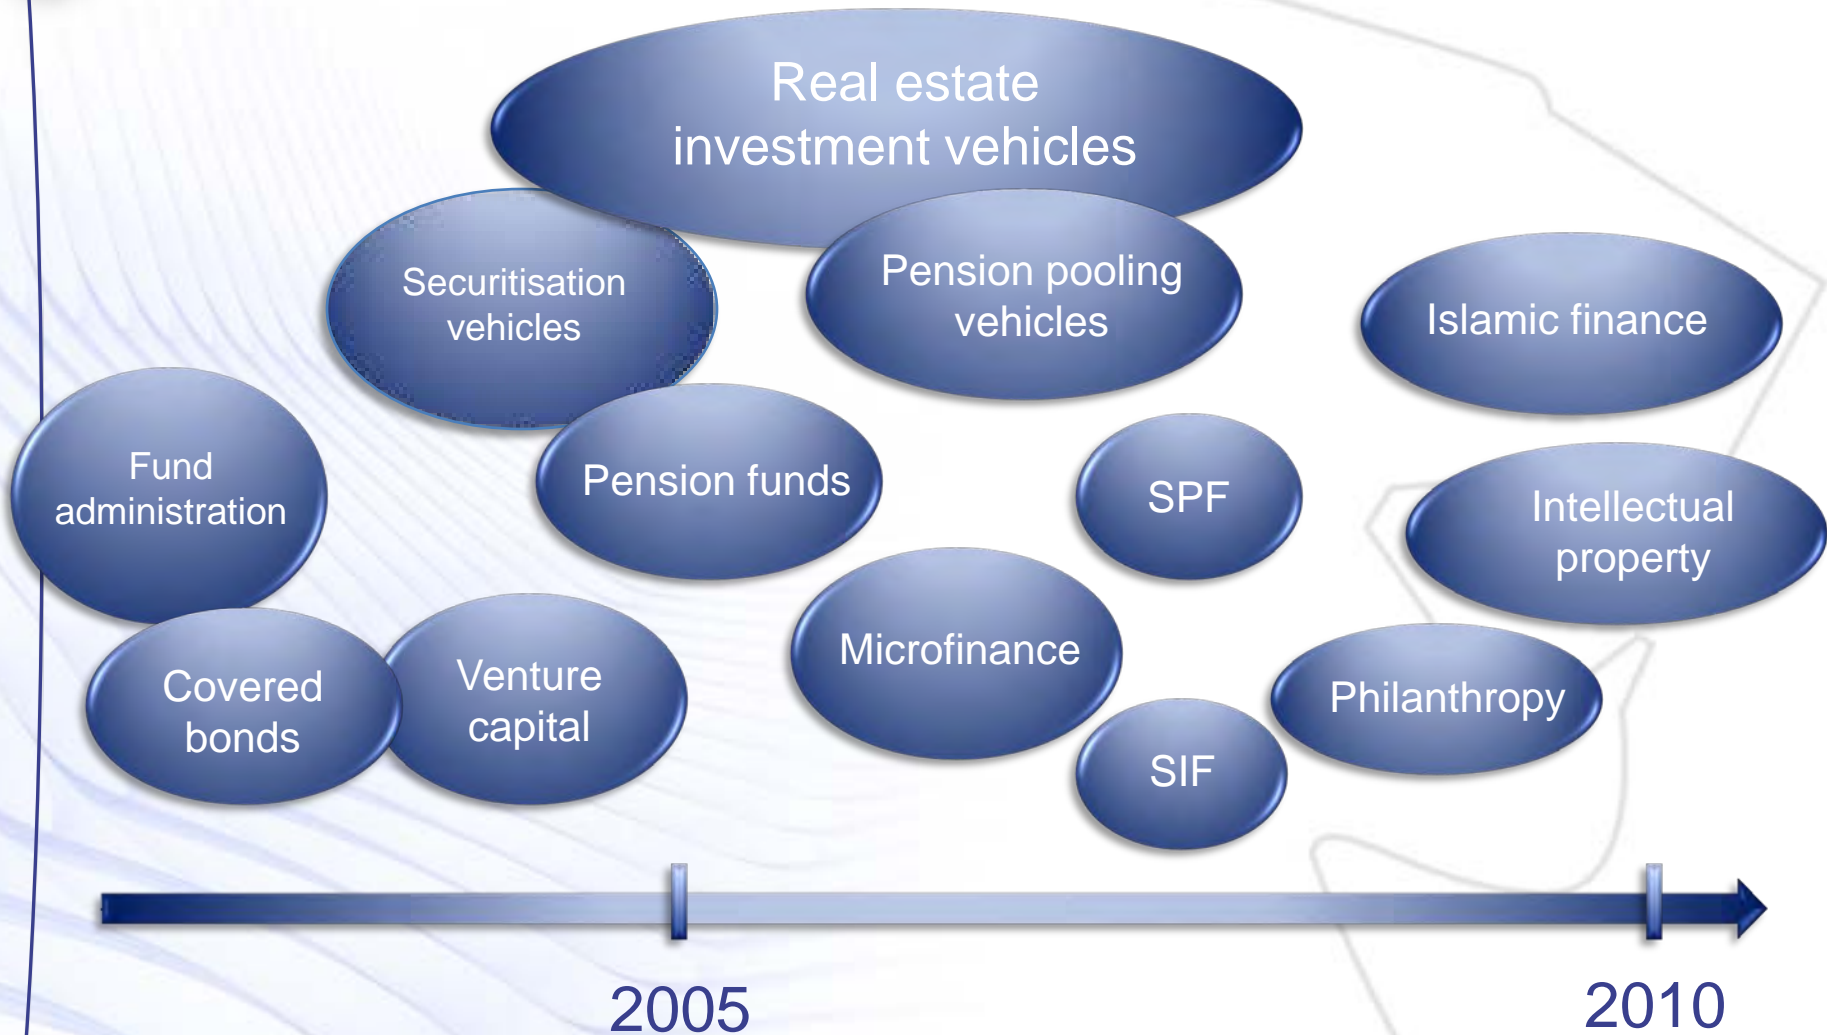 Real estate
investment vehicles
Securitisation
vehicles
Pension pooling
vehicles
Islamic finance
Fund
administration
Pension funds
SPF
Intellectual
property
Covered
bonds
Venture
capital
Microfinance
Philanthropy
SIF
2005
2010